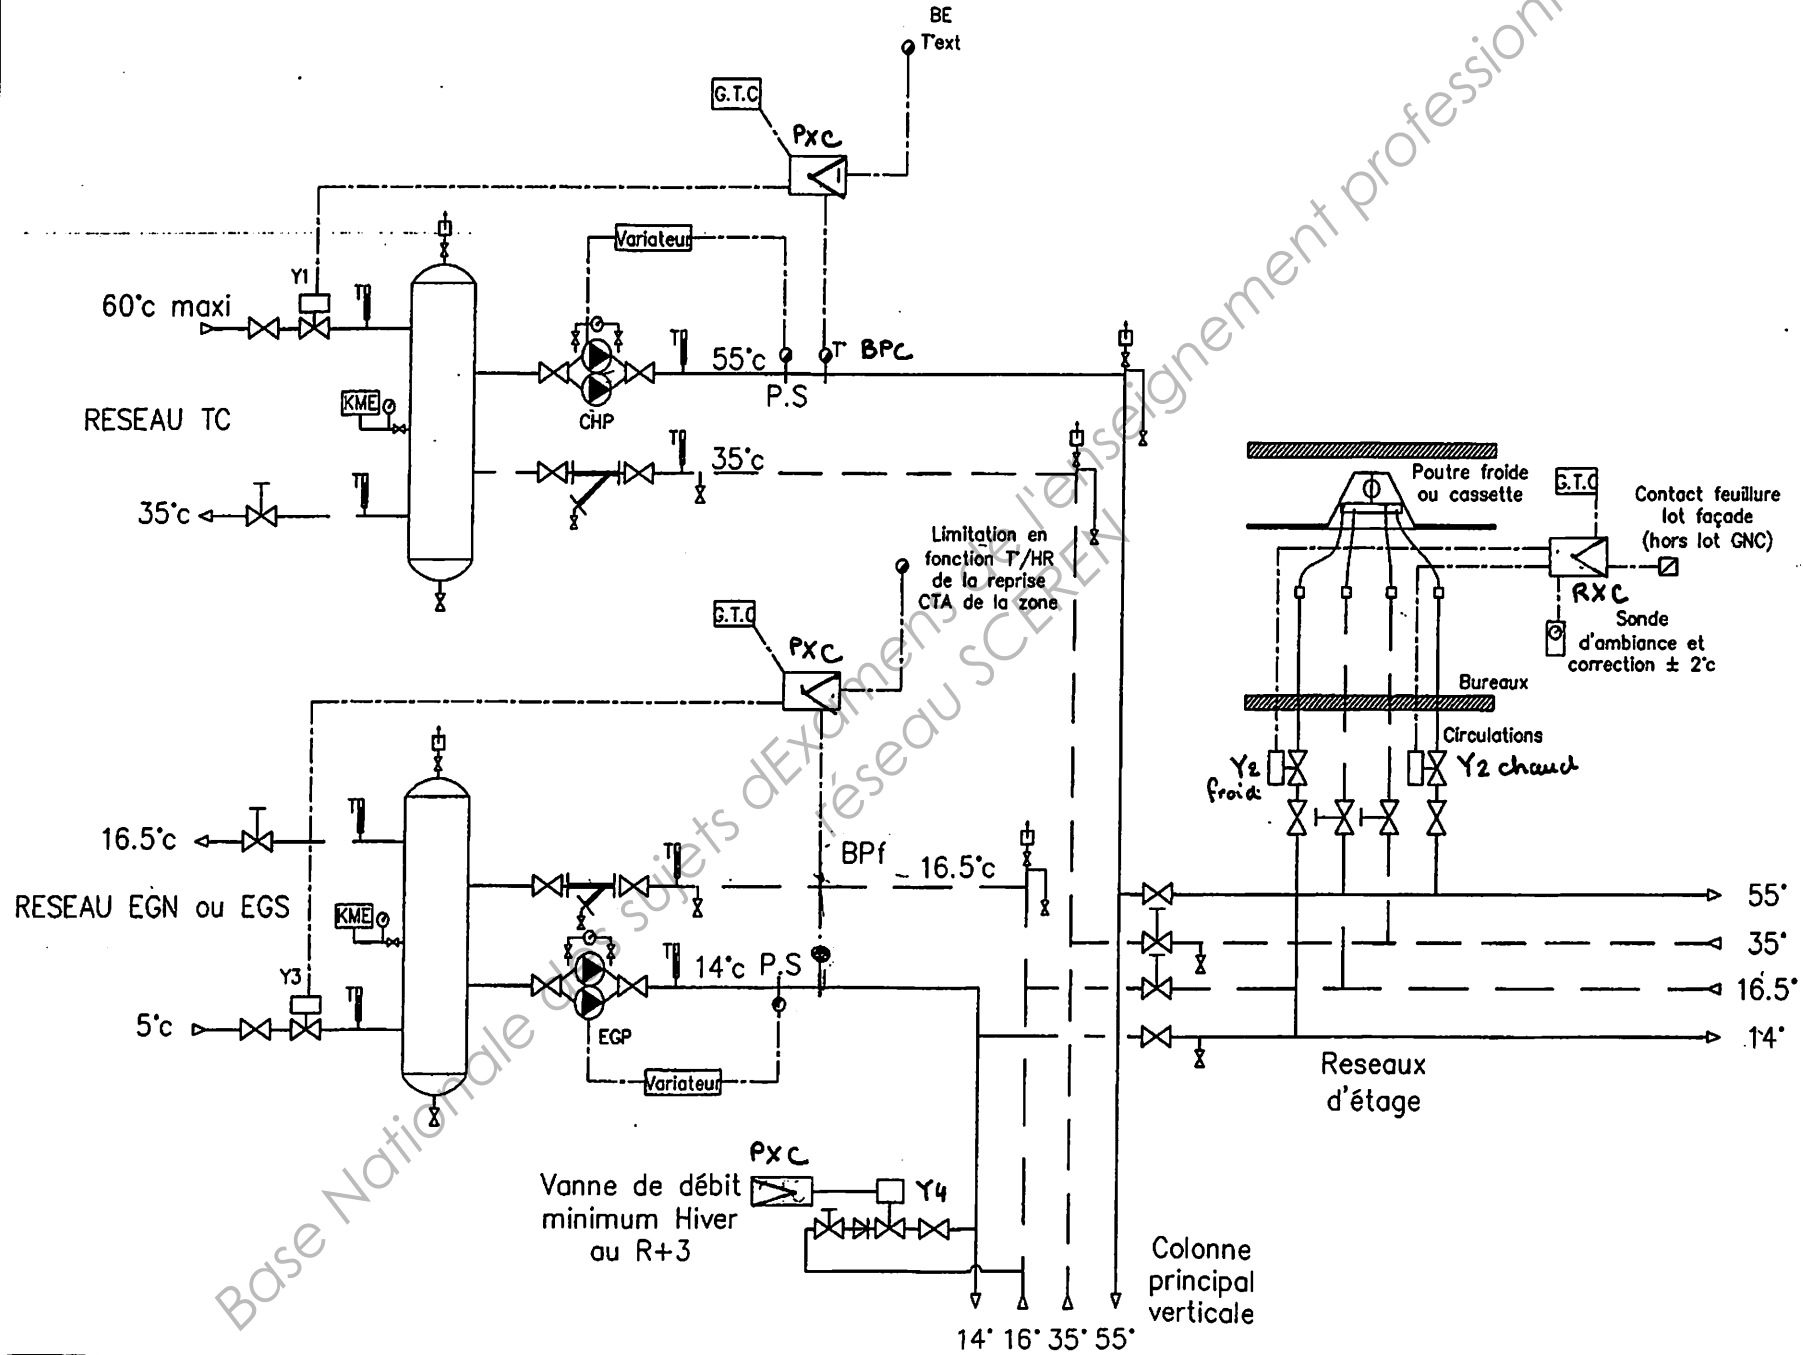 BE
T°ext
G.T.C
PXC
Variateur
Y1
T°
60°c maxi
T°
55°c
T° BPC
P.S
CHP
KME
RESEAU TC
T°
35°c
T°
35°c
Poutre froide
ou cassette
G.T.C
Contact feuillure
lot façade
(hors lot GNC)
RXC
Sonde
d'ambiance et
correction ± 2°c
Limitation en
fonction T°/HR
de la reprise
CTA de la zone
G.T.C
PXC
Bureaux
Circulations
Y2
froid
Y2 chaud
T°
16.5°c
T°
BPf
16.5°c
RESEAU EGN ou EGS
KME
T°
14°c
P.S
Y3
T°
5°c
EGP
Variateur
55°
35°
16.5°
14°
Reseaux
d'étage
PXC
Vanne de débit
minimum Hiver
au R+3
Y4
Colonne
principal
verticale
14° 16° 35° 55°
Base Nationale des sujets d'Examens de l'enseignement professionn
réseau SCEREN